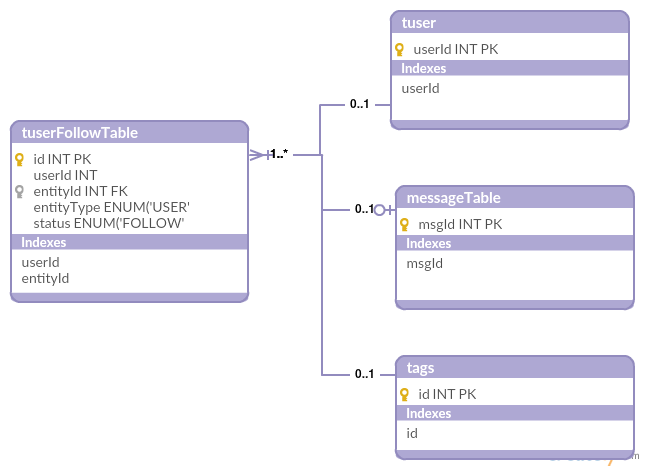 tuser
userId INT PK
Indexes
userId
0..1
tuserFollowTable
id INT PK
userId INT
entityId INT FK
entityType ENUM('USER'
status ENUM('FOLLOW'
Indexes
userId
entityId
1..*
0..1
messageTable
msgId INT PK
Indexes
msgId
0..1
tags
id INT PK
Indexes
id